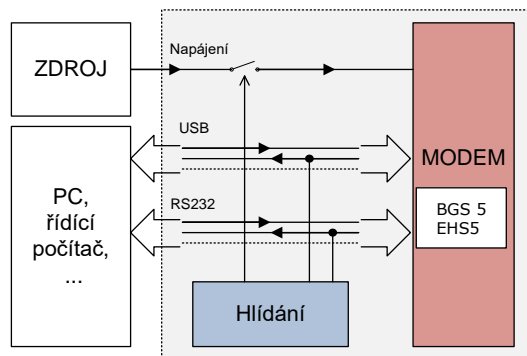 ZDROJ
Napájení
USB
RS232
PC,
řídící
počítač,
...
MODEM
BGS 5
EHS5
Hlídání